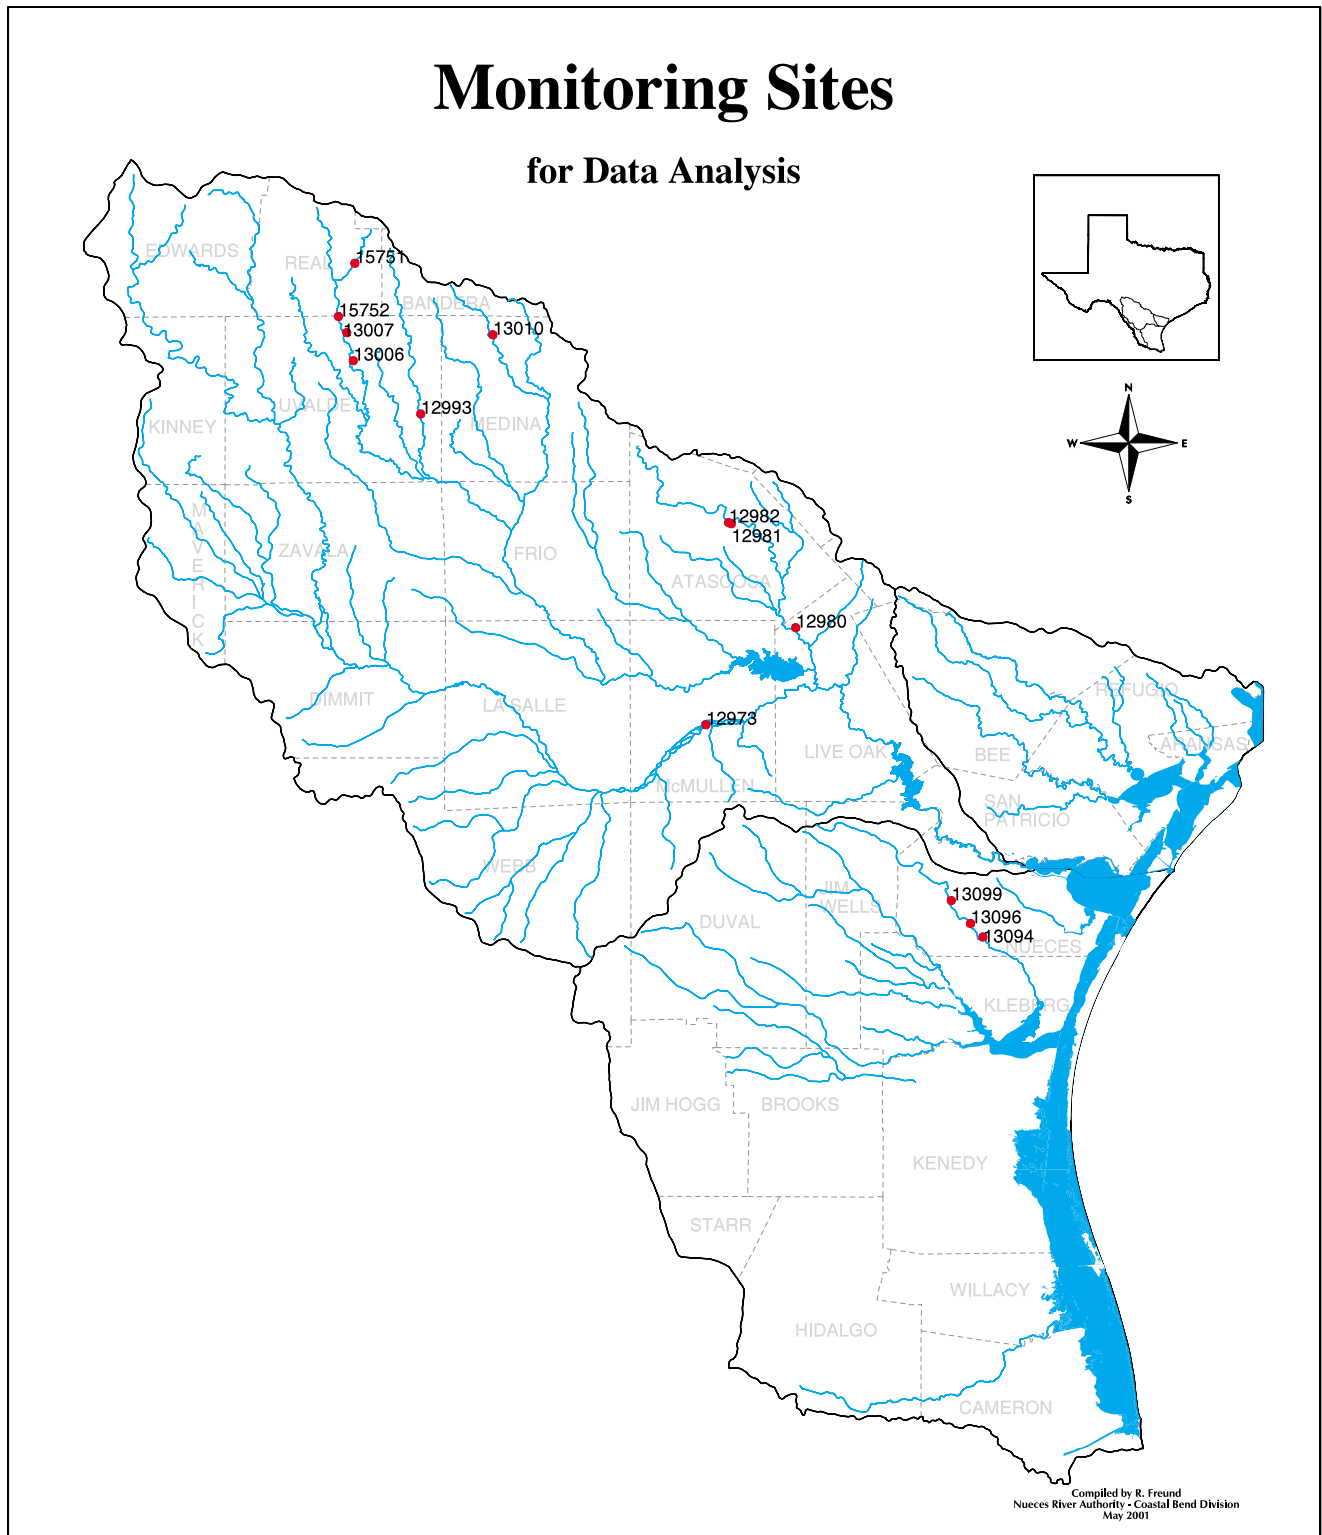 Monitoring Sites
for Data Analysis
EDWARDS
REAL
15751
BANDERA
15752
13007
13010
13006
UVALDE
12993
KINNEY
MEDINA
N
W
E
S
MAVERICK
12982
12981
ZAVALA
FRIO
ATASCOSA
12980
DIMMIT
LA SALLE
12973
REFUGIO
LIVE OAK
BEE
ARANSAS
McMULLEN
SAN
PATRICIO
WEBB
JIM
WELLS
13099
DUVAL
13096
13094
NUECES
KLEBERG
JIM HOGG
BROOKS
KENEDY
STARR
WILLACY
HIDALGO
CAMERON
Compiled by R. Freund
Nueces River Authority - Coastal Bend Division
May 2001